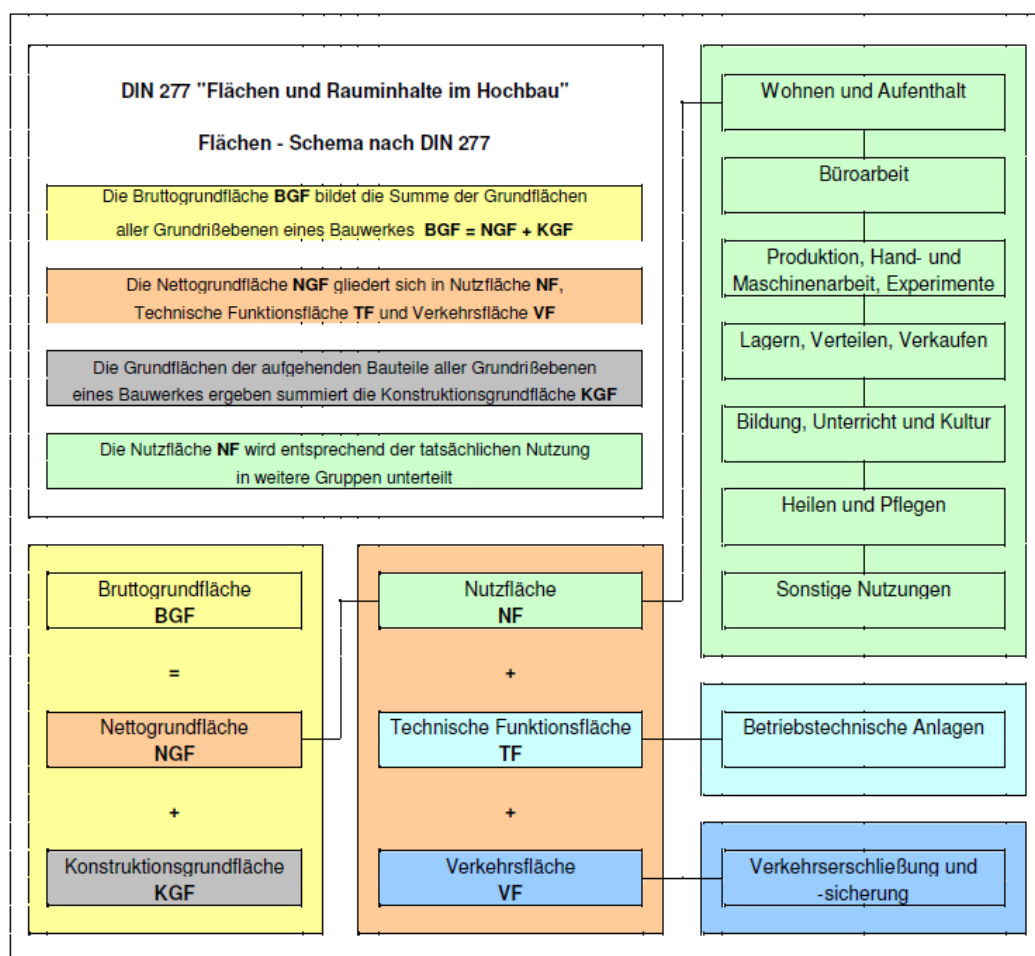 DIN 277 "Flächen und Rauminhalte im Hochbau"
Flächen - Schema nach DIN 277
Die Bruttogrundfläche BGF bildet die Summe der Grundflächen
aller Grundrißebenen eines Bauwerkes BGF = NGF + KGF
Die Nettogrundfläche NGF gliedert sich in Nutzfläche NF,
Technische Funktionsfläche TF und Verkehrsfläche VF
Die Grundflächen der aufgehenden Bauteile aller Grundrißebenen
eines Bauwerkes ergeben summiert die Konstruktionsgrundfläche KGF
Die Nutzfläche NF wird entsprechend der tatsächlichen Nutzung
in weitere Gruppen unterteilt
Bruttogrundfläche
BGF
=
Nettogrundfläche
NGF
+
Konstruktionsgrundfläche
KGF
Nutzfläche
NF
+
Technische Funktionsfläche
TF
+
Verkehrsfläche
VF
Wohnen und Aufenthalt
Büroarbeit
Produktion, Hand- und
Maschinenarbeit, Experimente
Lagern, Verteilen, Verkaufen
Bildung, Unterricht und Kultur
Heilen und Pflegen
Sonstige Nutzungen
Betriebstechnische Anlagen
Verkehrserschließung und
-sicherung